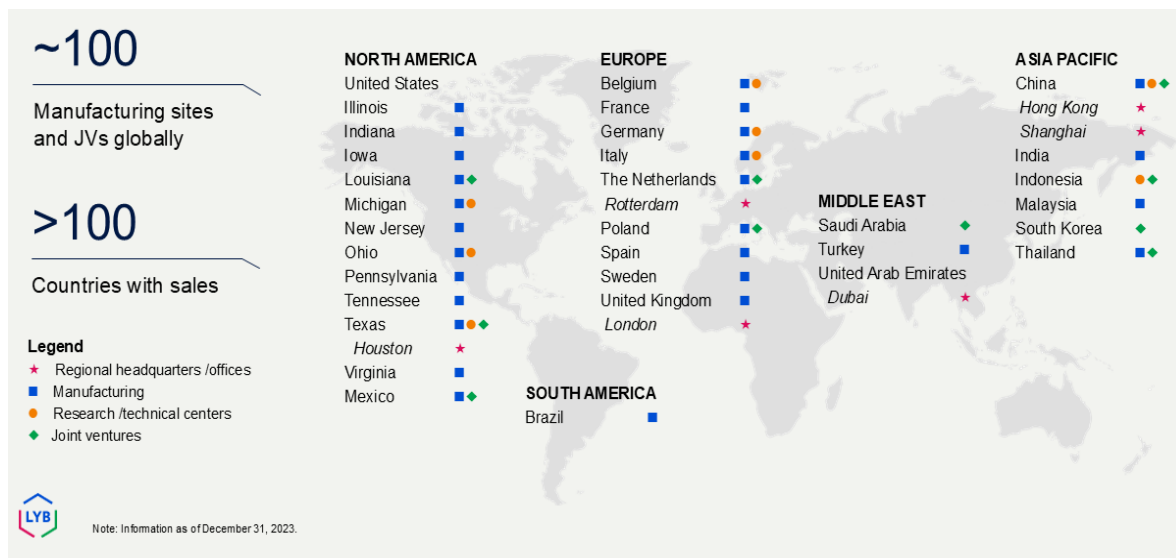 ~100
Manufacturing sites
and JVs globally
>100
Countries with sales
Legend
Regional headquarters /offices
Manufacturing
Research /technical centers
Joint ventures
NORTH AMERICA
United States
Illinois
Indiana
Iowa
Louisiana
Michigan
New Jersey
Ohio
Pennsylvania
Tennessee
Texas
Houston
Virginia
Mexico
SOUTH AMERICA
Brazil
EUROPE
Belgium
France
Germany
Italy
The Netherlands
Rotterdam
Poland
Spain
Sweden
United Kingdom
London
MIDDLE EAST
Saudi Arabia
Turkey
United Arab Emirates
Dubai
ASIA PACIFIC
China
Hong Kong
Shanghai
India
Indonesia
Malaysia
South Korea
Thailand
LYB
Note: Information as of December 31, 2023.